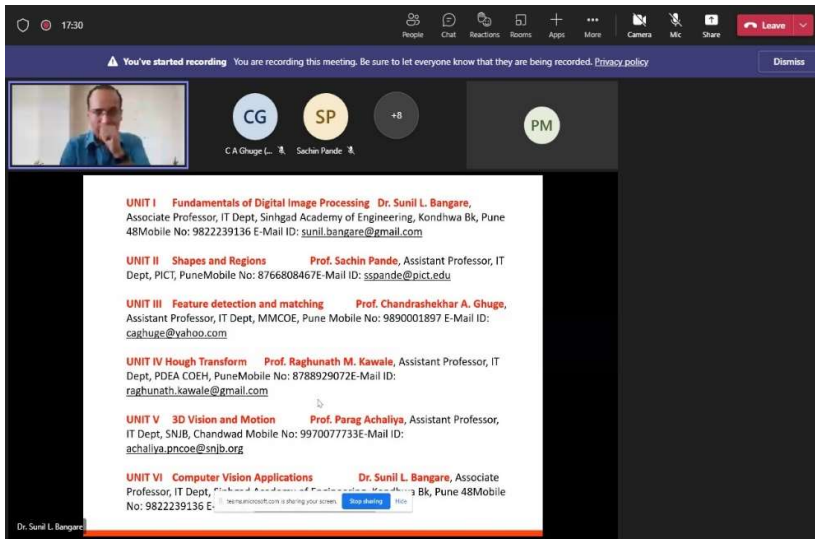 17:30
People Chat Reactions Rooms Apps More Camera Mic Share Leave
You've started recording You are recording this meeting. Be sure to let everyone know that they are being recorded. Privacy policy Dismiss
CG SP +8 PM
C A Ghuge (... Sachin Pande
UNIT I Fundamentals of Digital Image Processing Dr. Sunil L. Bangare,
Associate Professor, IT Dept, Sinhgad Academy of Engineering, Kondhwa Bk, Pune
48Mobile No: 9822239136 E-Mail ID: sunil.bangare@gmail.com
UNIT II Shapes and Regions Prof. Sachin Pande, Assistant Professor, IT
Dept, PICT, PuneMobile No: 8766808467E-Mail ID: sspande@pict.edu
UNIT III Feature detection and matching Prof. Chandrashekhar A. Ghuge,
Assistant Professor, IT Dept, MMCOE, Pune Mobile No: 9890001897 E-Mail ID:
caghuge@yahoo.com
UNIT IV Hough Transform Prof. Raghunath M. Kawale, Assistant Professor, IT
Dept, PDEA COEH, PuneMobile No: 8788929072E-Mail ID:
raghunath.kawale@gmail.com
UNIT V 3D Vision and Motion Prof. Parag Achaliya, Assistant Professor,
IT Dept, SNJB, Chandwad Mobile No: 9970077733E-Mail ID:
achaliya.pncoe@snjb.org
UNIT VI Computer Vision Applications Dr. Sunil L. Bangare, Associate
Professor, IT Dept, Bk, Pune 48Mobile
No: 9822239136 E-
teams.microsoft.com is sharing your screen. Stop sharing Hide
Dr. Sunil L. Bangare